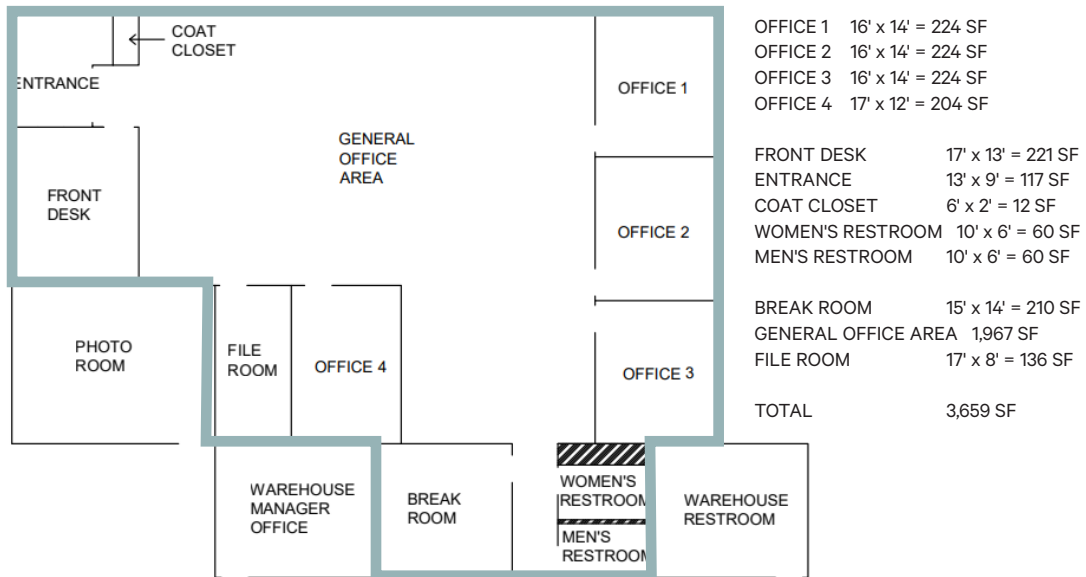 COAT
CLOSET
ENTRANCE
OFFICE 1
GENERAL
OFFICE
AREA
FRONT
DESK
OFFICE 2
PHOTO
ROOM
FILE
ROOM
OFFICE 4
OFFICE 3
WAREHOUSE
MANAGER
OFFICE
BREAK
ROOM
WOMEN'S
RESTROOM
MEN'S
RESTROOM
WAREHOUSE
RESTROOM
OFFICE 1 16' x 14' = 224 SF
OFFICE 2 16' x 14' = 224 SF
OFFICE 3 16' x 14' = 224 SF
OFFICE 4 17' x 12' = 204 SF
FRONT DESK 17' x 13' = 221 SF
ENTRANCE 13' x 9' = 117 SF
COAT CLOSET 6' x 2' = 12 SF
WOMEN'S RESTROOM 10' x 6' = 60 SF
MEN'S RESTROOM 10' x 6' = 60 SF
BREAK ROOM 15' x 14' = 210 SF
GENERAL OFFICE AREA 1,967 SF
FILE ROOM 17' x 8' = 136 SF
TOTAL 3,659 SF